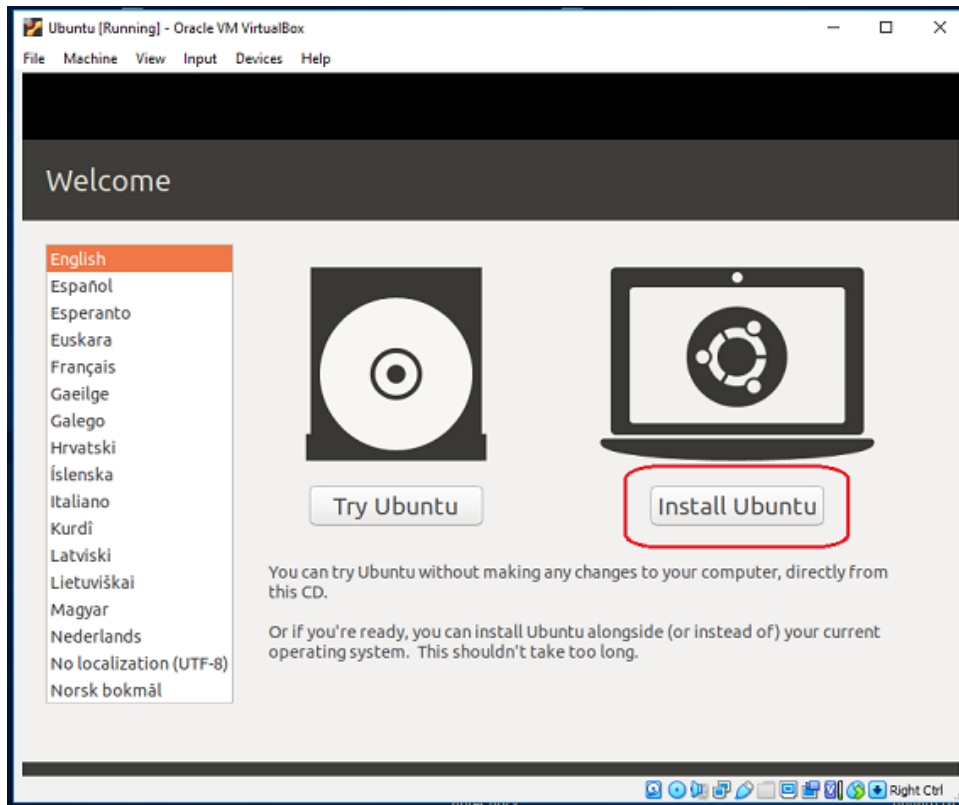 Ubuntu [Running] - Oracle VM VirtualBox
File Machine View Input Devices Help
Welcome
English
Español
Esperanto
Euskara
Français
Gaeilge
Galego
Hrvatski
Íslenska
Italiano
Kurdî
Latviski
Lietuviškai
Magyar
Nederlands
No localization (UTF-8)
Norsk bokmål
Try Ubuntu
Install Ubuntu
You can try Ubuntu without making any changes to your computer, directly from
this CD.
Or if you're ready, you can install Ubuntu alongside (or instead of) your current
operating system. This shouldn't take too long.
Right Ctrl